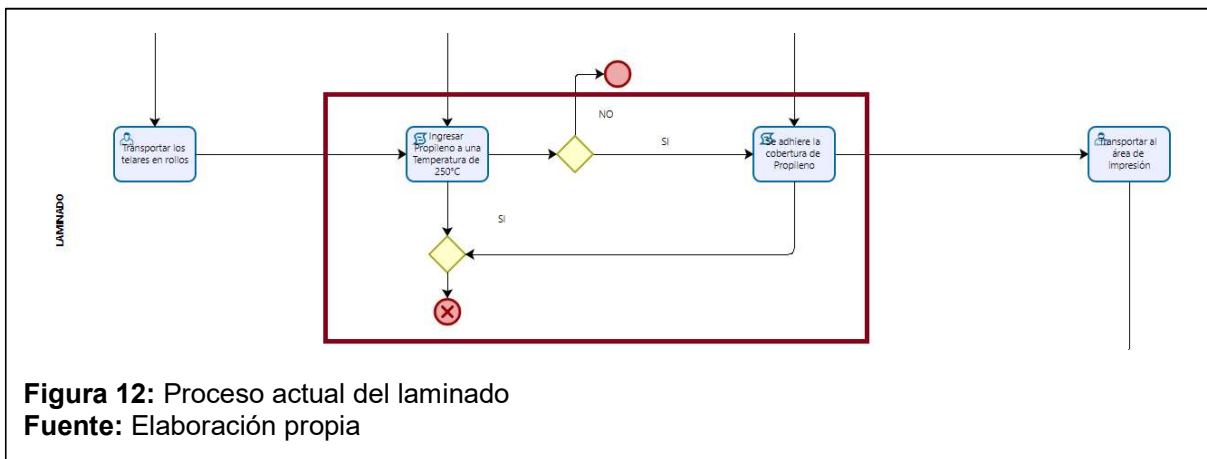 LAMINADO
Transportar los
telares en rollos
Ingresar
Propileno a una
Temperatura de
250°C
NO
SI
Se adhiere la
cobertura de
Propileno
Transportar al
área de
impresión
SI
Figura 12: Proceso actual del laminado
Fuente: Elaboración propia